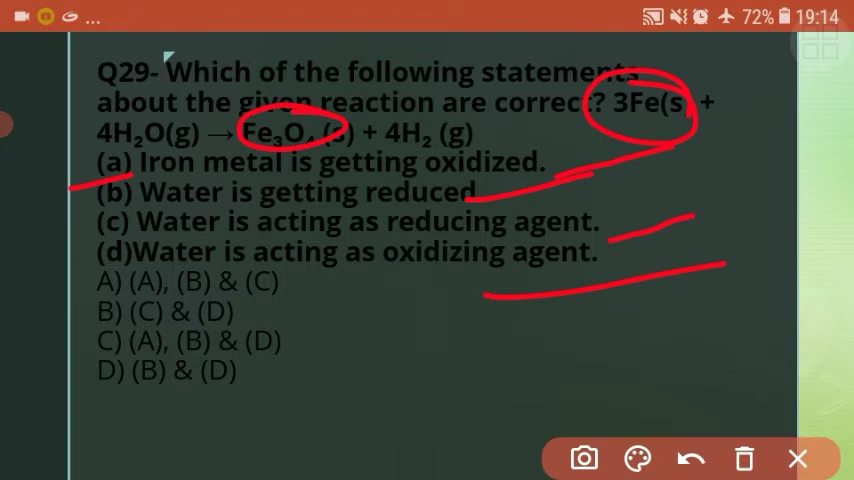 ... 72% 19:14
Q29- Which of the following statements
about the given reaction are correct? 3Fe(s) +
4H₂O(g) → Fe₃O₄ (s) + 4H₂ (g)
(a) Iron metal is getting oxidized.
(b) Water is getting reduced
(c) Water is acting as reducing agent.
(d)Water is acting as oxidizing agent.
A) (A), (B) & (C)
B) (C) & (D)
C) (A), (B) & (D)
D) (B) & (D)